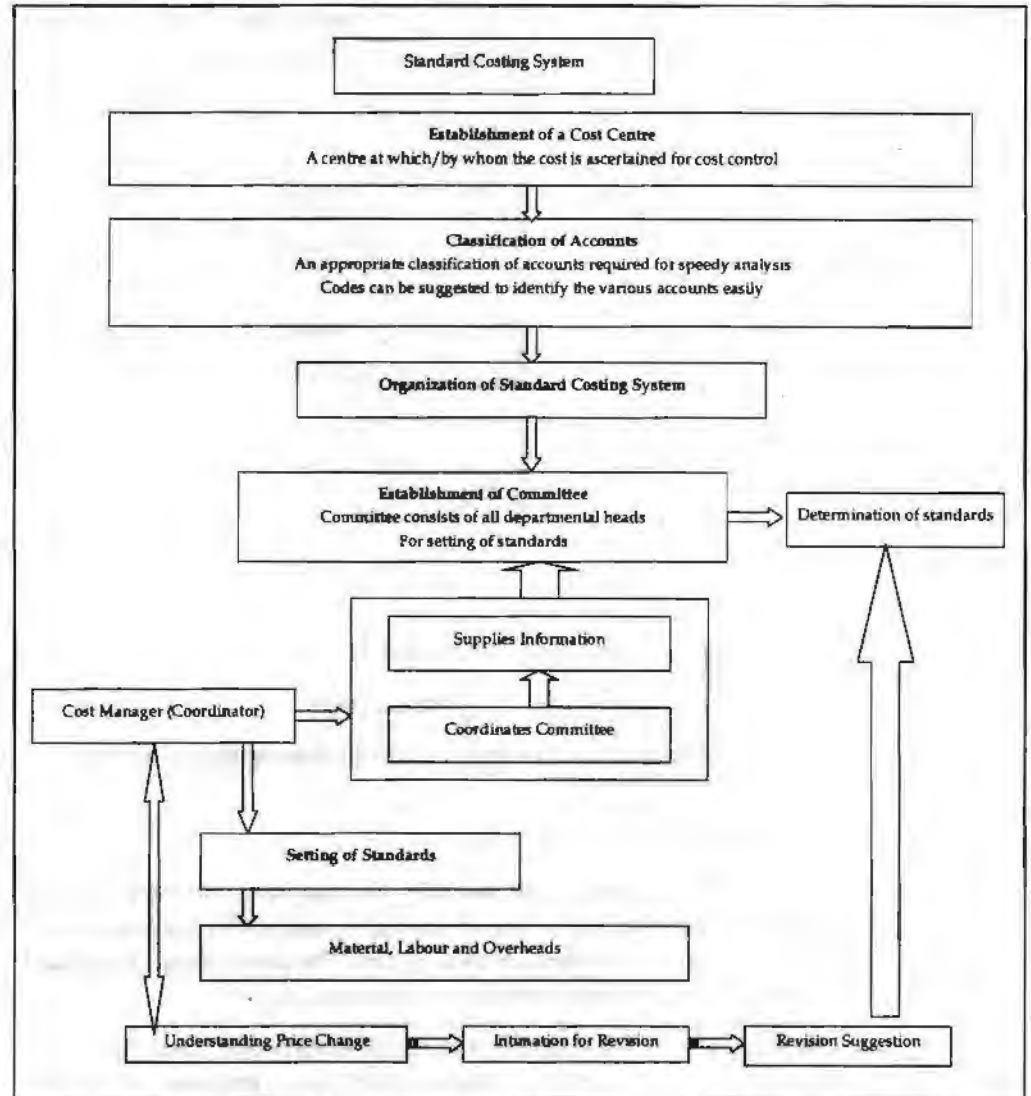 Standard Costing System
Establishment of a Cost Centre
A centre at which/by whom the cost is ascertained for cost control
Classification of Accounts
An appropriate classification of accounts required for speedy analysis
Codes can be suggested to identify the various accounts easily
Organization of Standard Costing System
Establishment of Committee
Committee consists of all departmental heads
For setting of standards
Determination of standards
Supplies Information
Cost Manager (Coordinator)
Coordinates Committee
Setting of Standards
Material, Labour and Overheads
Understanding Price Change
Intimation for Revision
Revision Suggestion